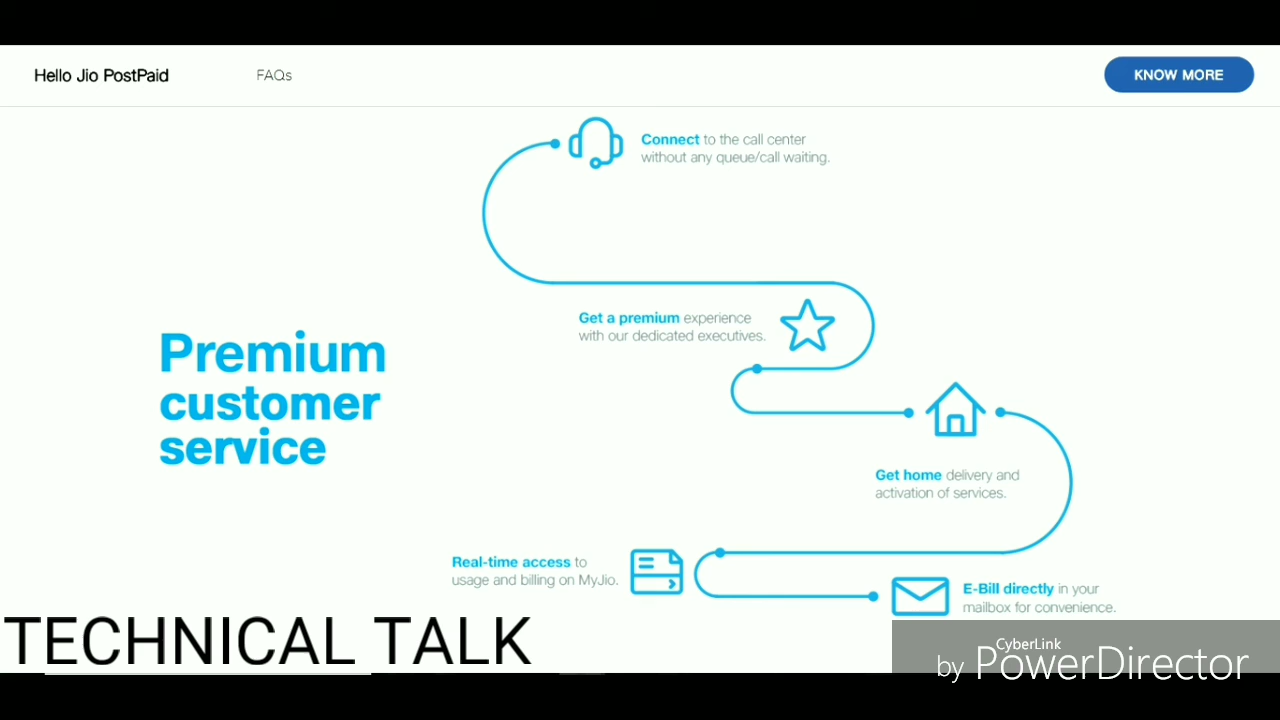 Hello Jio PostPaid
FAQs
KNOW MORE
Connect to the call center
without any queue/call waiting.
Get a premium experience
with our dedicated executives.
Premium
customer
service
Get home delivery and
activation of services.
Real-time access to
usage and billing on MyJio.
E-Bill directly in your
mailbox for convenience.
TECHNICAL TALK
CyberLink
by PowerDirector